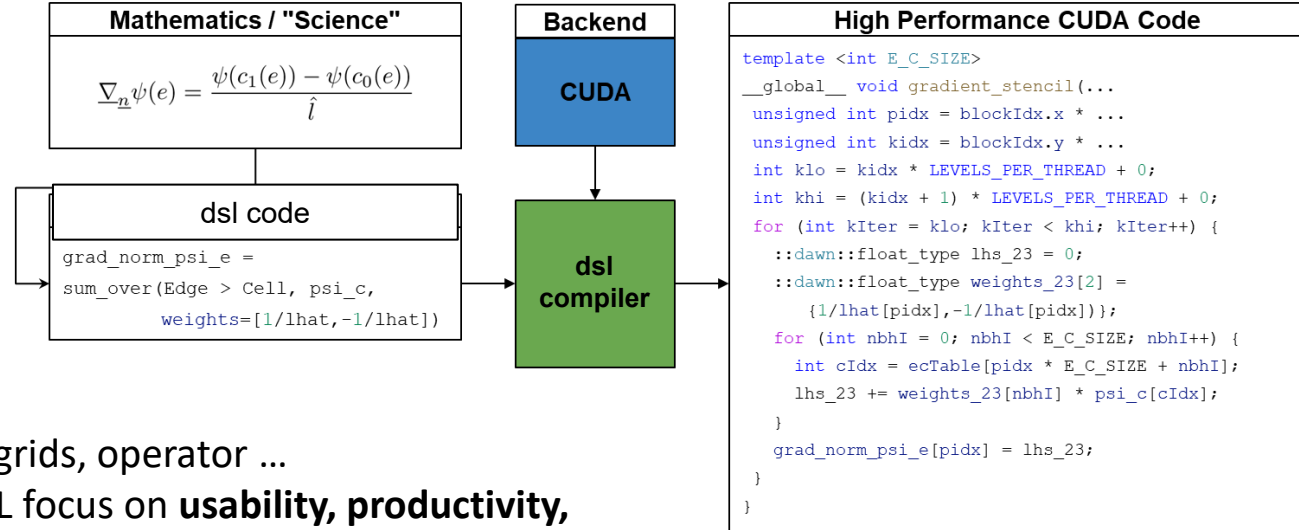 Mathematics / "Science"
∇_n ψ(e) = (ψ(c_1(e)) − ψ(c_0(e))) / l̂
dsl code
grad_norm_psi_e =
sum_over(Edge > Cell, psi_c,
weights=[1/lhat,-1/lhat])
Backend
CUDA
dsl
compiler
High Performance CUDA Code
template <int E_C_SIZE>
__global__ void gradient_stencil(...
unsigned int pidx = blockIdx.x * ...
unsigned int kidx = blockIdx.y * ...
int klo = kidx * LEVELS_PER_THREAD + 0;
int khi = (kidx + 1) * LEVELS_PER_THREAD + 0;
for (int kIter = klo; kIter < khi; kIter++) {
::dawn::float_type lhs_23 = 0;
::dawn::float_type weights_23[2] =
{1/lhat[pidx],-1/lhat[pidx])};
for (int nbhI = 0; nbhI < E_C_SIZE; nbhI++) {
int cIdx = ecTable[pidx * E_C_SIZE + nbhI];
lhs_23 += weights_23[nbhI] * psi_c[cIdx];
}
grad_norm_psi_e[pidx] = lhs_23;
}
}
grids, operator ...
L focus on usability, productivity,